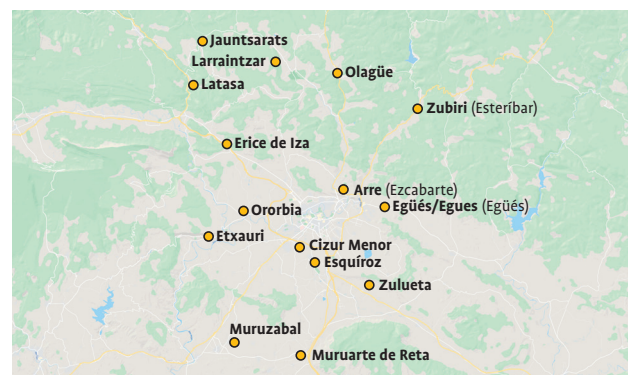 Jauntsarats
Larraintzar
Olagüe
Latasa
Zubiri (Esteríbar)
Erice de Iza
Arre (Ezcabarte)
Egüés/Egues (Egüés)
Ororbia
Etxauri
Cizur Menor
Esquíroz
Zulueta
Muruzabal
Muruarte de Reta